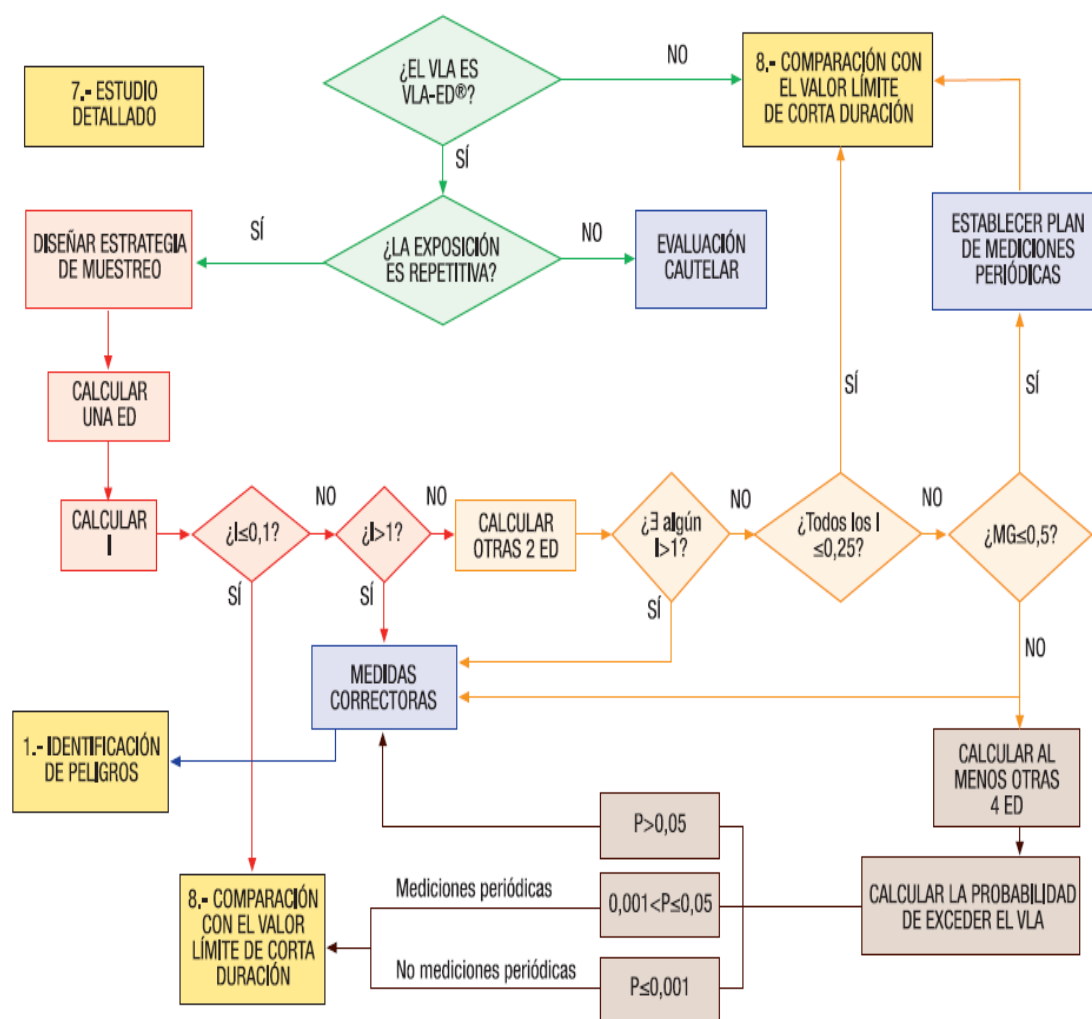 7.- ESTUDIO
DETALLADO
¿EL VLA ES
VLA-ED®?
NO
8.- COMPARACIÓN CON
EL VALOR LÍMITE
DE CORTA DURACIÓN
SÍ
DISEÑAR ESTRATEGIA
DE MUESTREO
SÍ
¿LA EXPOSICIÓN
ES REPETITIVA?
NO
EVALUACIÓN
CAUTELAR
ESTABLECER PLAN
DE MEDICIONES
PERIÓDICAS
CALCULAR
UNA ED
SÍ
SÍ
CALCULAR
I
¿I≤0,1?
NO
¿I>1?
NO
CALCULAR
OTRAS 2 ED
¿∃ algún
I>1?
NO
¿Todos los I
≤0,25?
NO
¿MG≤0,5?
SÍ
SÍ
SÍ
NO
MEDIDAS
CORRECTORAS
1.- IDENTIFICACIÓN
DE PELIGROS
CALCULAR AL
MENOS OTRAS
4 ED
P>0,05
8.- COMPARACIÓN
CON EL VALOR
LÍMITE DE CORTA
DURACIÓN
Mediciones periódicas
0,001<P≤0,05
CALCULAR LA PROBABILIDAD
DE EXCEDER EL VLA
No mediciones periódicas
P≤0,001